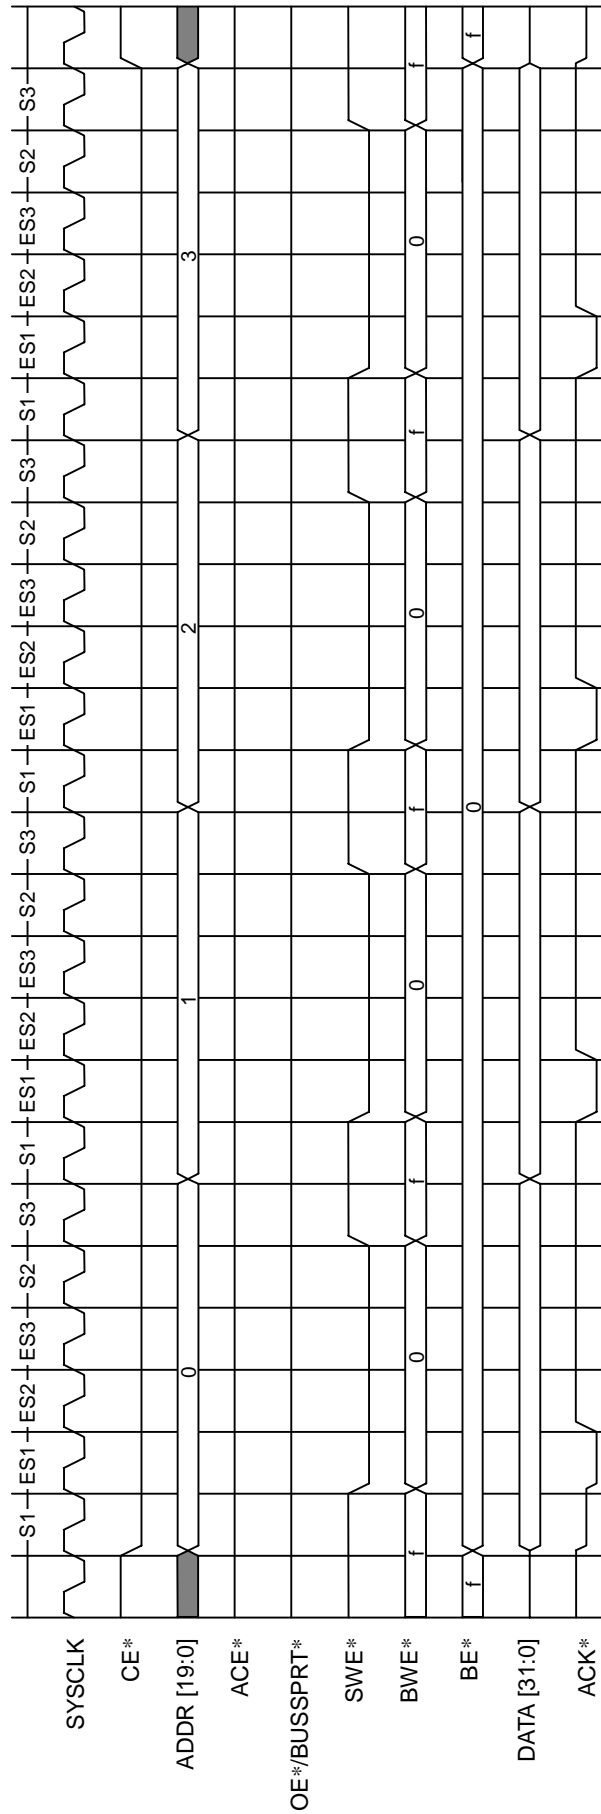 S1 ES1 ES2 ES3 S2 S3 S1 ES1 ES2 ES3 S2 S3 S1 ES1 ES2 ES3 S2 S3 S1 ES1 ES2 ES3 S2 S3
SYSCLK
CE*
ADDR [19:0] 0 1 2 3
ACE*
OE*/BUSSPRT*
SWE*
BWE* f 0 f 0 f 0 f 0 f
BE* f 0 f
DATA [31:0]
ACK*